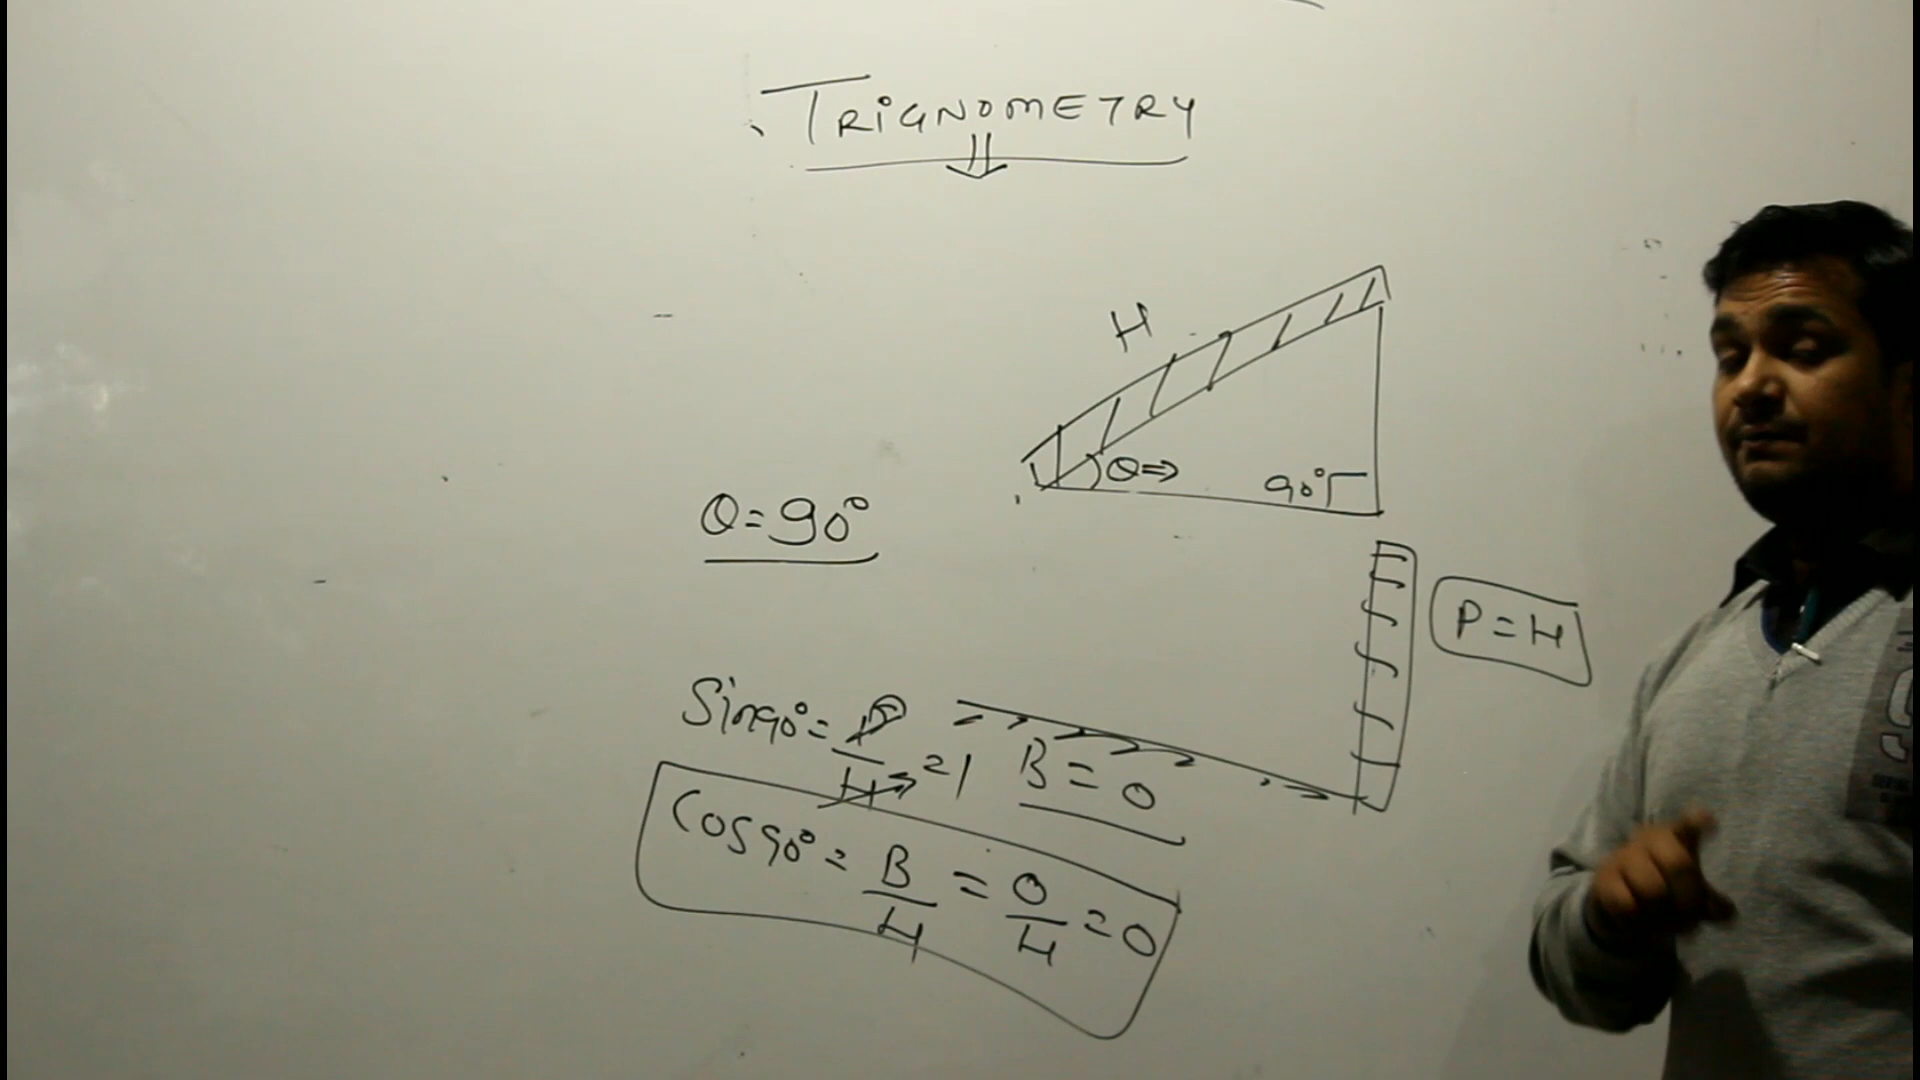 TRIGNOMETRY
H
θ⇒ 90°
θ=90°
P=H
Sin90°=P/H=1
B=0
Cos90°=B/H=0/H=0